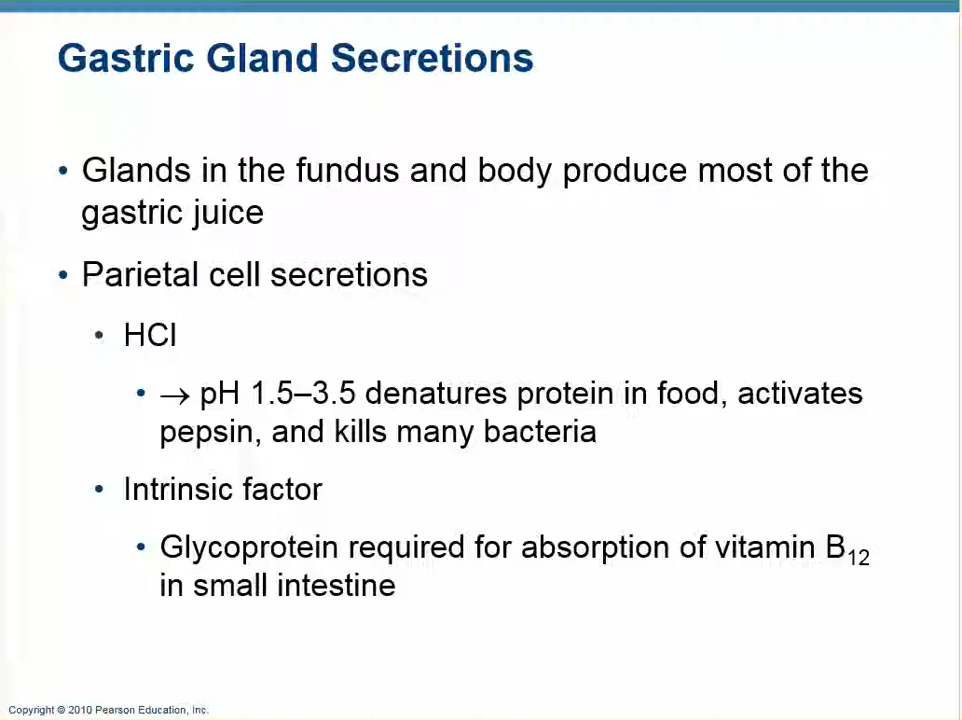 Gastric Gland Secretions
• Glands in the fundus and body produce most of the
gastric juice
• Parietal cell secretions
• HCl
• → pH 1.5–3.5 denatures protein in food, activates
pepsin, and kills many bacteria
• Intrinsic factor
• Glycoprotein required for absorption of vitamin B₁₂
in small intestine
Copyright © 2010 Pearson Education, Inc.